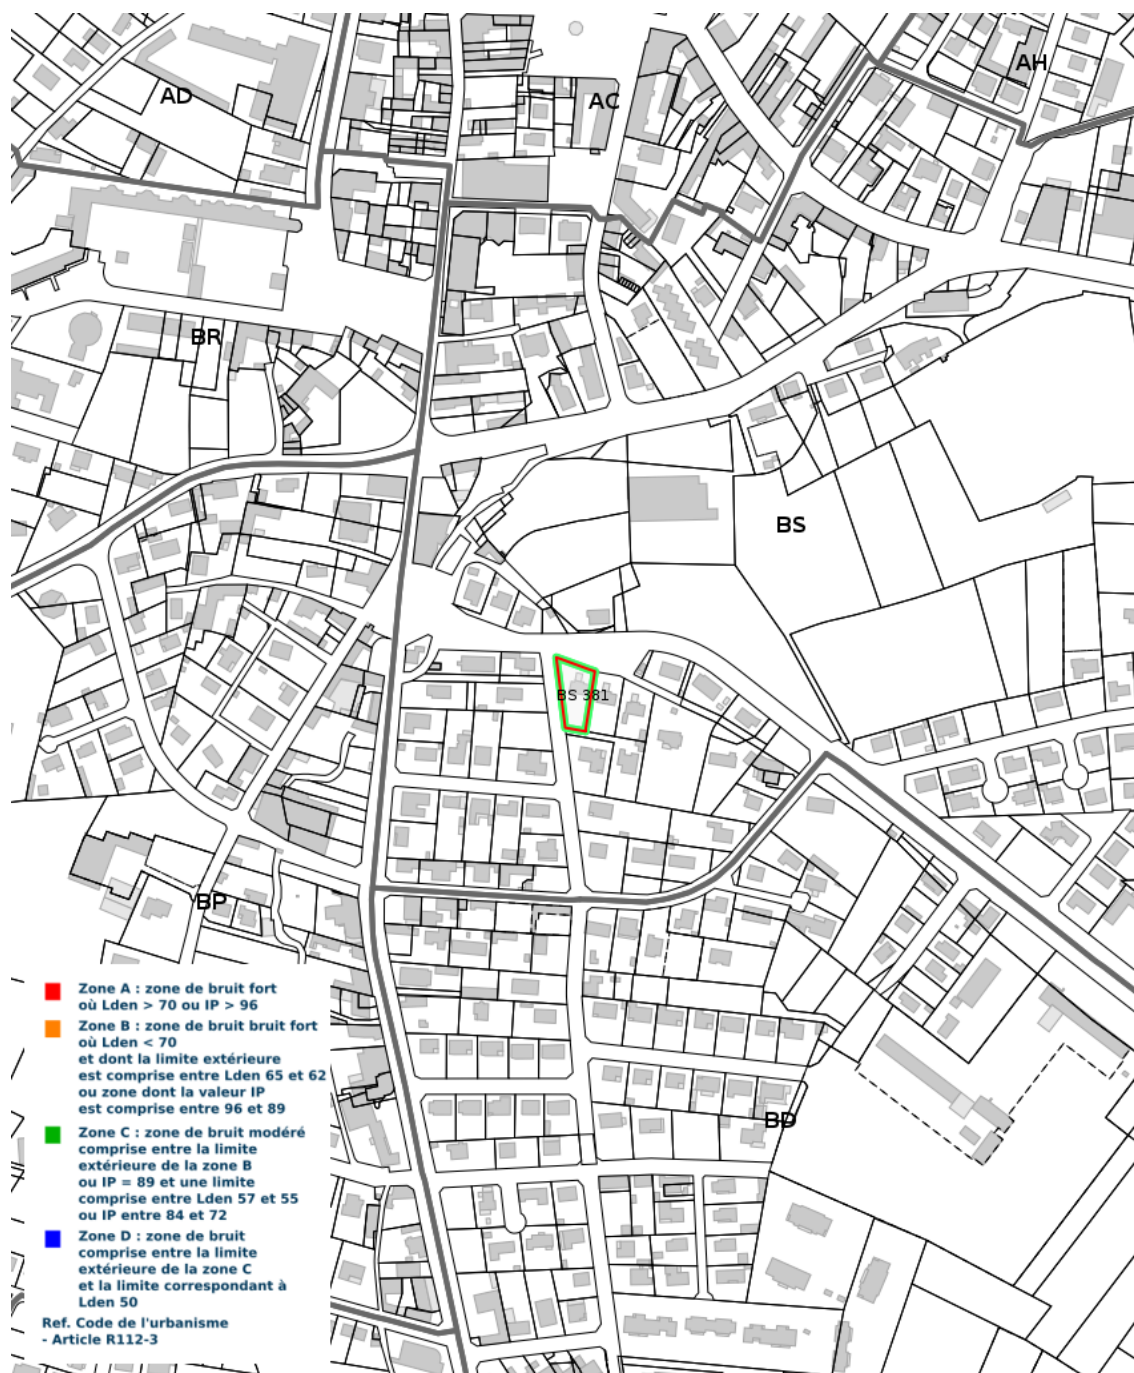 AH
AD
AC
BR
BS
BS 381
BP
BD
Zone A : zone de bruit fort
où Lden > 70 ou IP > 96
Zone B : zone de bruit bruit fort
où Lden < 70
et dont la limite extérieure
est comprise entre Lden 65 et 62
ou zone dont la valeur IP
est comprise entre 96 et 89
Zone C : zone de bruit modéré
comprise entre la limite
extérieure de la zone B
ou IP = 89 et une limite
comprise entre Lden 57 et 55
ou IP entre 84 et 72
Zone D : zone de bruit
comprise entre la limite
extérieure de la zone C
et la limite correspondant à
Lden 50
Ref. Code de l'urbanisme
- Article R112-3